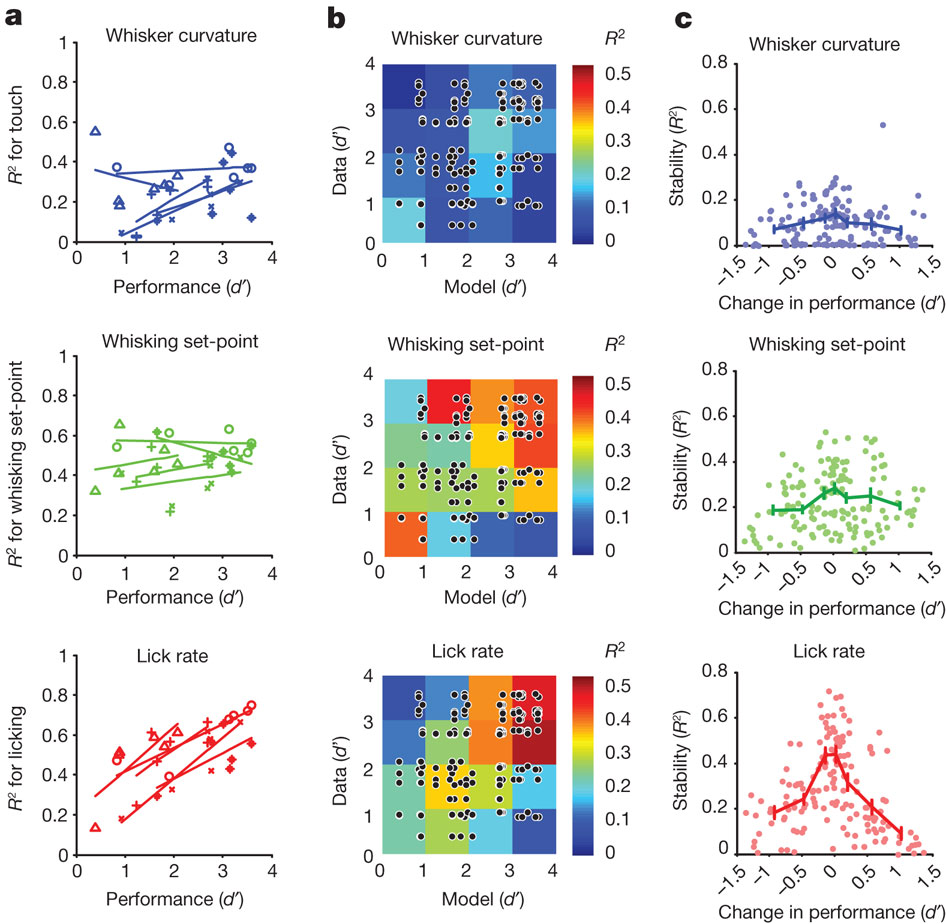 a
Whisker curvature
R² for touch
1
0.8
0.6
0.4
0.2
0
0 1 2 3 4
Performance (d′)
Whisking set-point
R² for whisking set-point
1
0.8
0.6
0.4
0.2
0
0 1 2 3 4
Performance (d′)
Lick rate
R² for licking
1
0.8
0.6
0.4
0.2
0
0 1 2 3 4
Performance (d′)
b
Whisker curvature
R²
Data (d′)
4
3
2
1
0
0 1 2 3 4
Model (d′)
0.5
0.4
0.3
0.2
0.1
0
Whisking set-point
R²
Data (d′)
4
3
2
1
0
0 1 2 3 4
Model (d′)
0.5
0.4
0.3
0.2
0.1
0
Lick rate
R²
Data (d′)
4
3
2
1
0
0 1 2 3 4
Model (d′)
0.5
0.4
0.3
0.2
0.1
0
c
Whisker curvature
Stability (R²)
0.8
0.6
0.4
0.2
0
−1.5 −1 −0.5 0 0.5 1 1.5
Change in performance (d′)
Whisking set-point
Stability (R²)
0.8
0.6
0.4
0.2
0
−1.5 −1 −0.5 0 0.5 1 1.5
Change in performance (d′)
Lick rate
Stability (R²)
0.8
0.6
0.4
0.2
0
−1.5 −1 −0.5 0 0.5 1 1.5
Change in performance (d′)